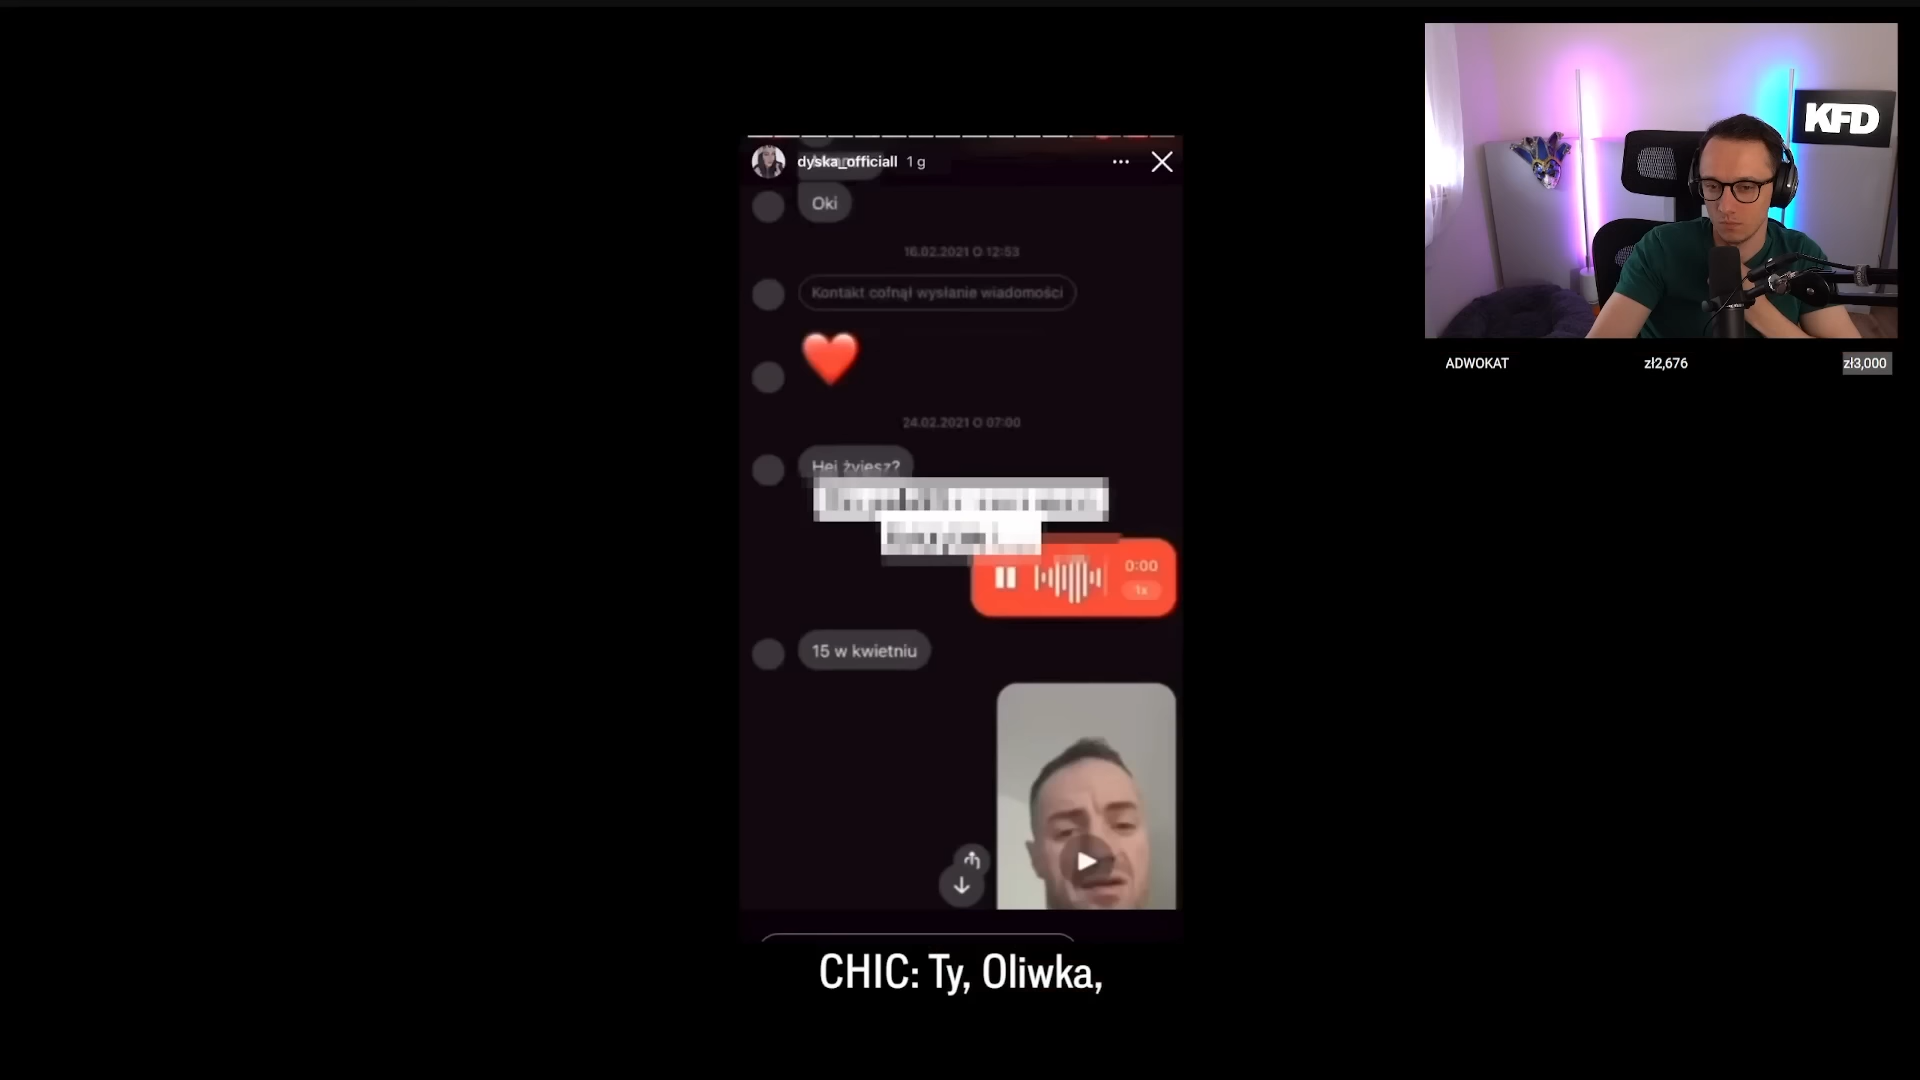 KFD
dyska_officiall 1 g
Oki
16.02.2021 O 12:53
Kontakt cofnął wysłanie wiadomości
24.02.2021 O 07:00
Hej żyjesz?
0:00
1x
15 w kwietniu
CHIC: Ty, Oliwka,
ADWOKAT zł2,676 zł3,000